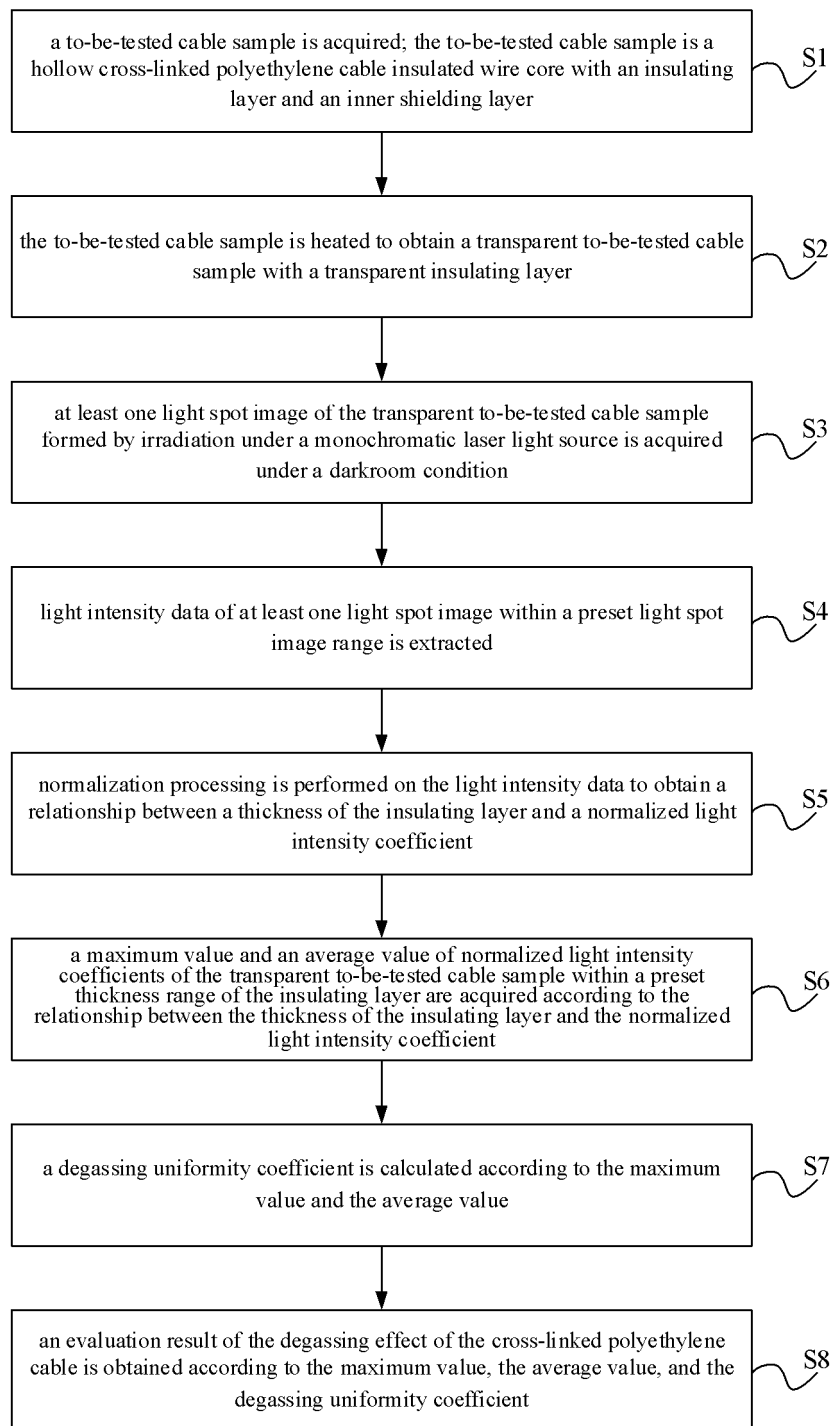 a to-be-tested cable sample is acquired; the to-be-tested cable sample is a
hollow cross-linked polyethylene cable insulated wire core with an insulating
layer and an inner shielding layer
S1
the to-be-tested cable sample is heated to obtain a transparent to-be-tested cable
sample with a transparent insulating layer
S2
at least one light spot image of the transparent to-be-tested cable sample
formed by irradiation under a monochromatic laser light source is acquired
under a darkroom condition
S3
light intensity data of at least one light spot image within a preset light spot
image range is extracted
S4
normalization processing is performed on the light intensity data to obtain a
relationship between a thickness of the insulating layer and a normalized light
intensity coefficient
S5
a maximum value and an average value of normalized light intensity
coefficients of the transparent to-be-tested cable sample within a preset
thickness range of the insulating layer are acquired according to the
relationship between the thickness of the insulating layer and the normalized
light intensity coefficient
S6
a degassing uniformity coefficient is calculated according to the maximum
value and the average value
S7
an evaluation result of the degassing effect of the cross-linked polyethylene
cable is obtained according to the maximum value, the average value, and the
degassing uniformity coefficient
S8